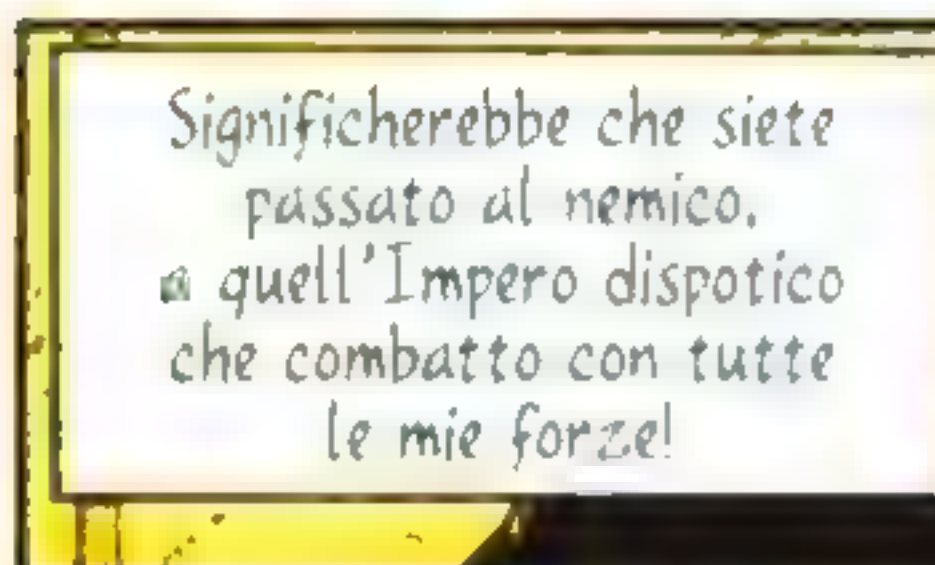 Significherebbe che siete
passato al nemico,
a quell'Impero dispotico
che combatto con tutte
le mie forze!